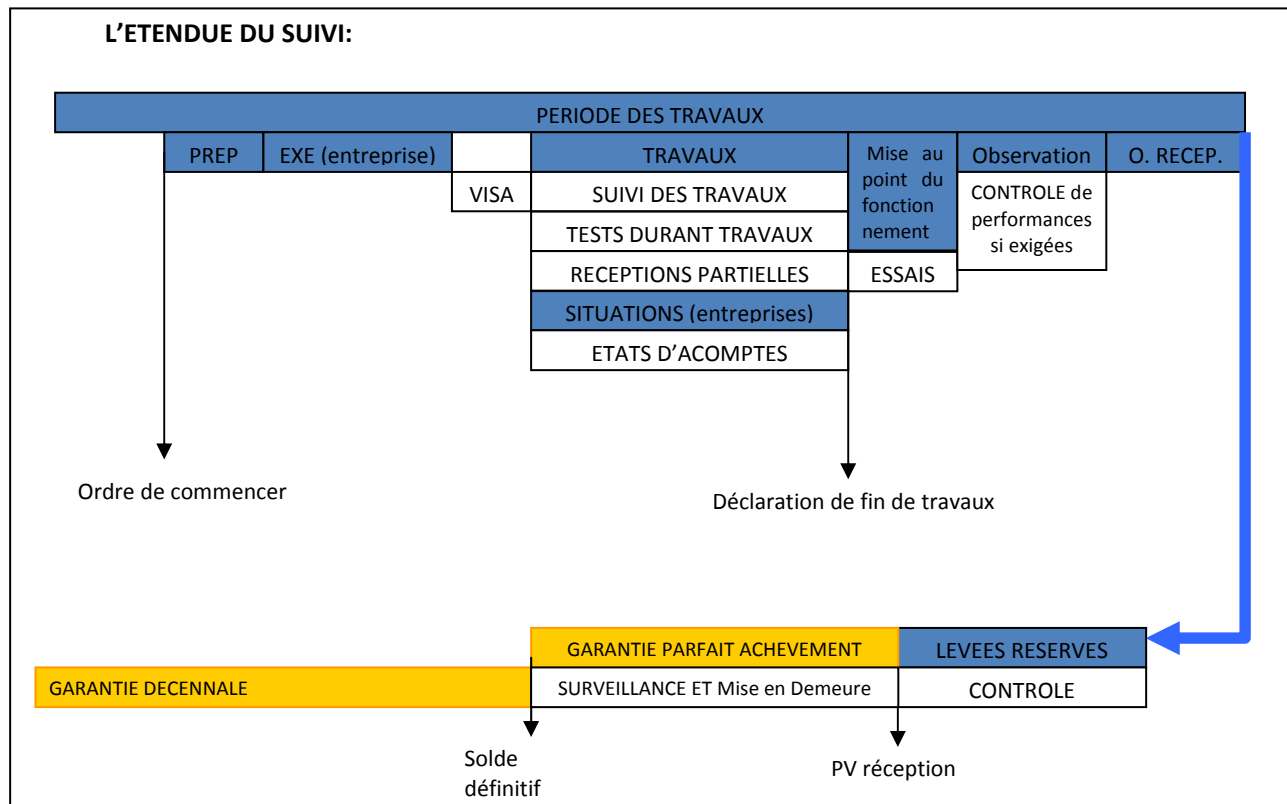 L'ETENDUE DU SUIVI:
PERIODE DES TRAVAUX
PREP
EXE (entreprise)
TRAVAUX
Mise au
point du
fonction
nement
Observation
O. RECEP.
VISA
SUIVI DES TRAVAUX
CONTROLE de
performances
si exigées
TESTS DURANT TRAVAUX
RECEPTIONS PARTIELLES
ESSAIS
SITUATIONS (entreprises)
ETATS D'ACOMPTES
Ordre de commencer
Déclaration de fin de travaux
GARANTIE PARFAIT ACHEVEMENT
LEVEES RESERVES
GARANTIE DECENNALE
SURVEILLANCE ET Mise en Demeure
CONTROLE
Solde
définitif
PV réception